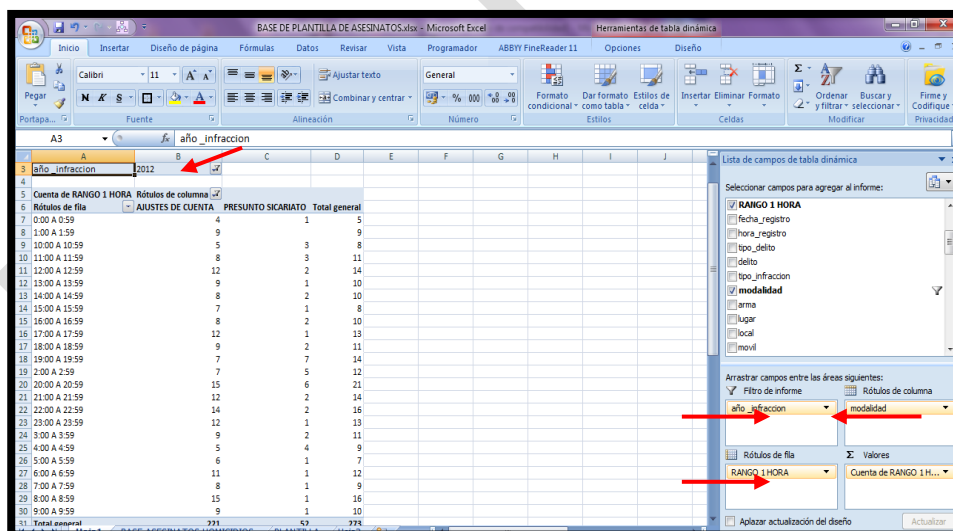 BASE DE PLANTILLA DE ASESINATOS.xlsx - Microsoft Excel
Herramientas de tabla dinámica
Inicio Insertar Diseño de página Fórmulas Datos Revisar Vista Programador ABBYY FineReader 11 Opciones Diseño
Calibri 11 A A Ajustar texto General
Pegar N K S A Combinar y centrar % 000
Formato condicional Dar formato como tabla Estilos de celda
Insertar Eliminar Formato Ordenar y filtrar Buscar y seleccionar Firme y Codifique
Portapa... Fuente Alineación Número Estilos Celdas Modificar Privacidad
A3 fx año _infraccion
A B C D E F G H I J
3 año _infraccion 2012
4
5 Cuenta de RANGO 1 HORA Rótulos de columna
6 Rótulos de fila AJUSTES DE CUENTA PRESUNTO SICARIATO Total general
7 0:00 A 0:59 4 1 5
8 1:00 A 1:59 9 9
9 10:00 A 10:59 5 3 8
10 11:00 A 11:59 8 3 11
11 12:00 A 12:59 12 2 14
12 13:00 A 13:59 9 1 10
13 14:00 A 14:59 8 2 10
14 15:00 A 15:59 7 1 8
15 16:00 A 16:59 8 2 10
16 17:00 A 17:59 12 1 13
17 18:00 A 18:59 9 2 11
18 19:00 A 19:59 7 7 14
19 2:00 A 2:59 7 5 12
20 20:00 A 20:59 15 6 21
21 21:00 A 21:59 12 2 14
22 22:00 A 22:59 14 2 16
23 23:00 A 23:59 12 1 13
24 3:00 A 3:59 9 2 11
25 4:00 A 4:59 5 4 9
26 5:00 A 5:59 6 1 7
27 6:00 A 6:59 11 1 12
28 7:00 A 7:59 8 1 9
29 8:00 A 8:59 15 1 16
30 9:00 A 9:59 9 1 10
31 Total general 221 52 273
Lista de campos de tabla dinámica
Seleccionar campos para agregar al informe:
RANGO 1 HORA
fecha_registro
hora_registro
tipo_delito
delito
tipo_infraccion
modalidad
arma
lugar
local
movil
Arrastrar campos entre las áreas siguientes:
Filtro de informe Rótulos de columna
año _infraccion modalidad
Rótulos de fila Σ Valores
RANGO 1 HORA Cuenta de RANGO 1 H...
Aplazar actualización del diseño Actualizar